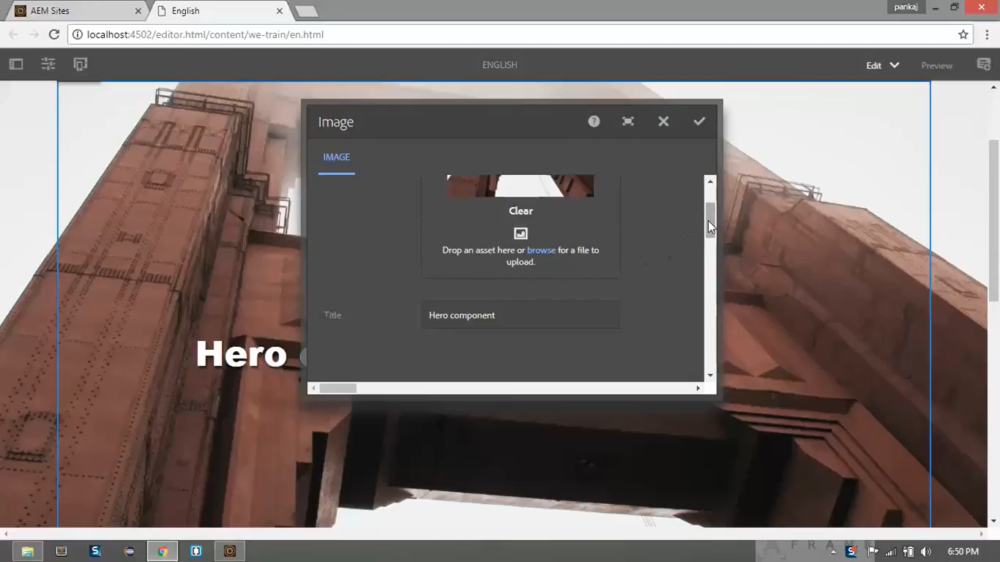 AEM Sites
English
pankaj
localhost:4502/editor.html/content/we-train/en.html
ENGLISH
Edit
Preview
Image
IMAGE
Clear
Drop an asset here or browse for a file to
upload.
Title
Hero component
Hero
FRAME
6:50 PM